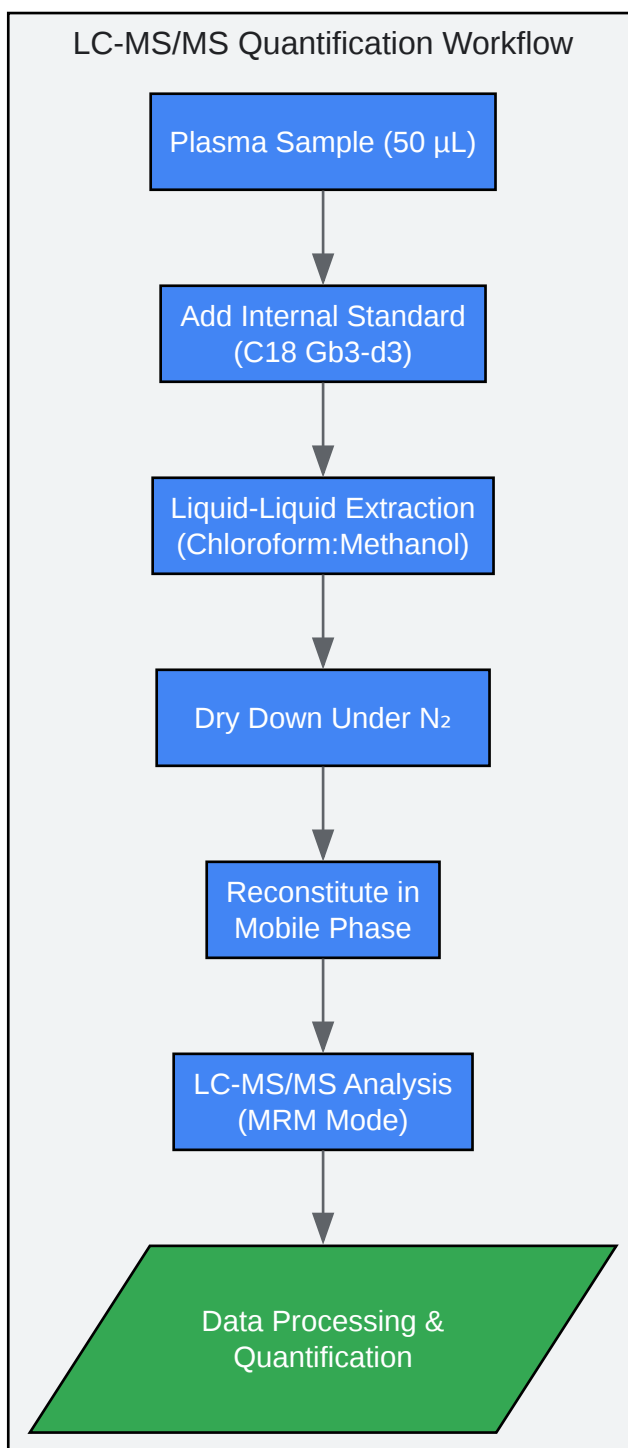 LC-MS/MS Quantification Workflow
Plasma Sample (50 µL)
Add Internal Standard
(C18 Gb3-d3)
Liquid-Liquid Extraction
(Chloroform:Methanol)
Dry Down Under N₂
Reconstitute in
Mobile Phase
LC-MS/MS Analysis
(MRM Mode)
Data Processing &
Quantification